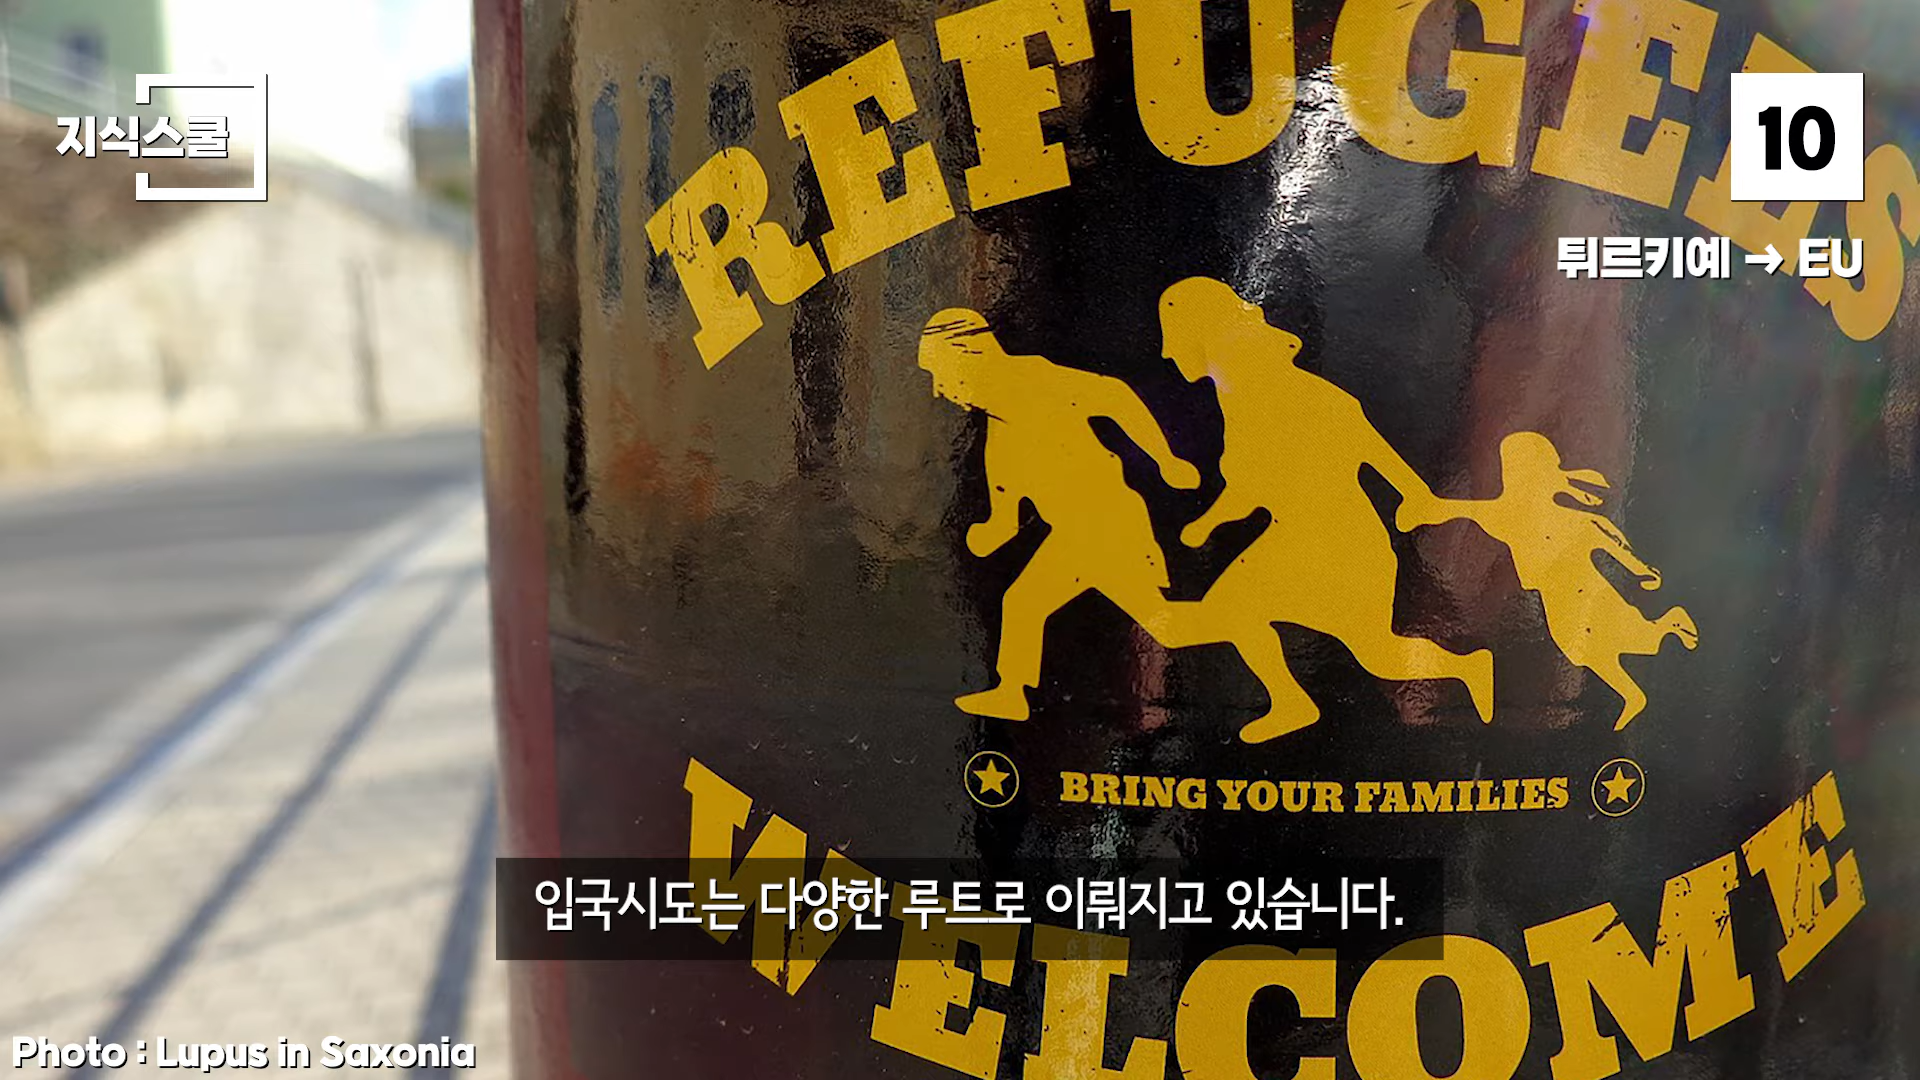 REFUGEES
지식스쿨
10
튀르키예 → EU
BRING YOUR FAMILIES
WELCOME
입국시도는 다양한 루트로 이뤄지고 있습니다.
Photo : Lupus in Saxonia